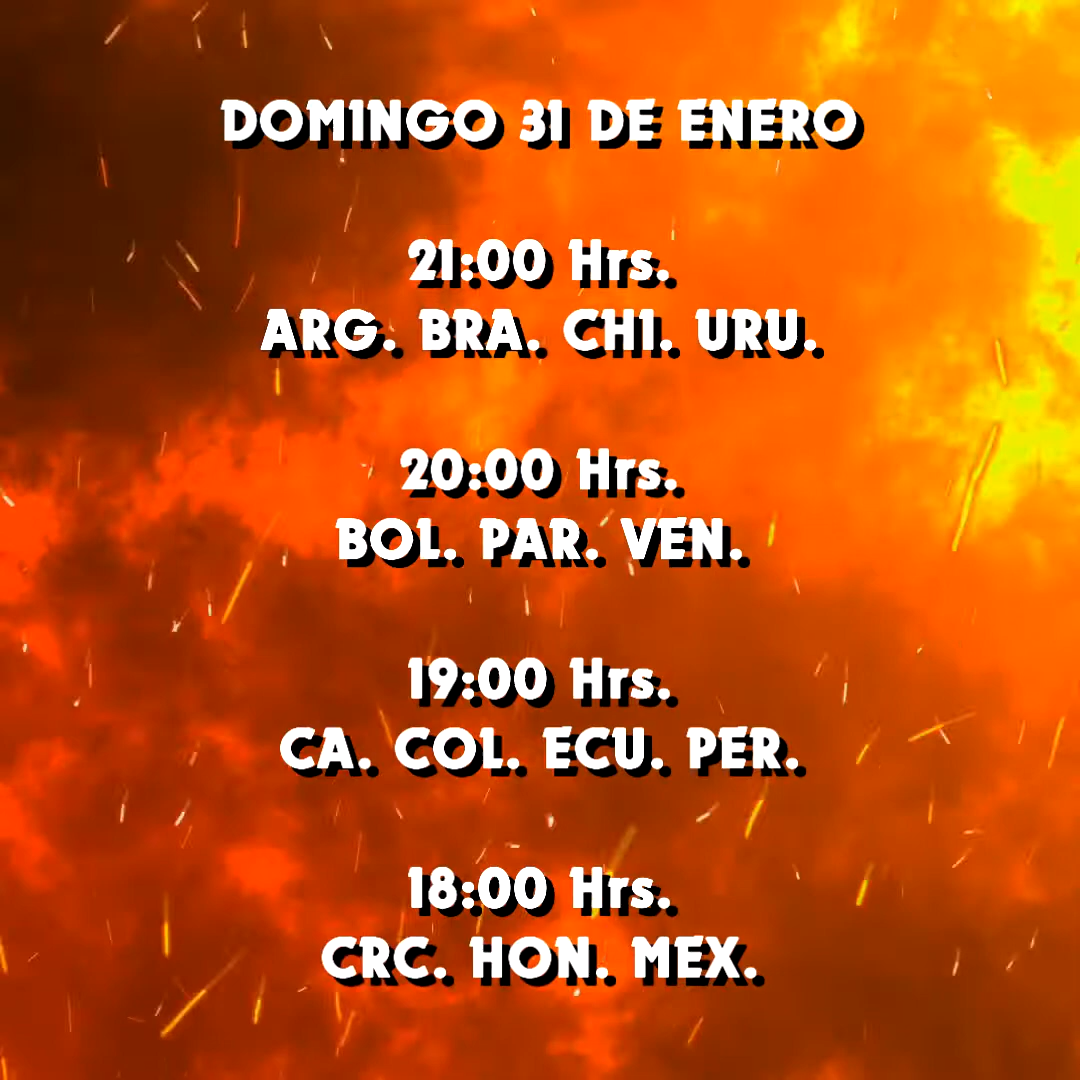 DOMINGO 31 DE ENERO
21:00 Hrs.
ARG. BRA. CHI. URU.
20:00 Hrs.
BOL. PAR. VEN.
19:00 Hrs.
CA. COL. ECU. PER.
18:00 Hrs.
CRC. HON. MEX.